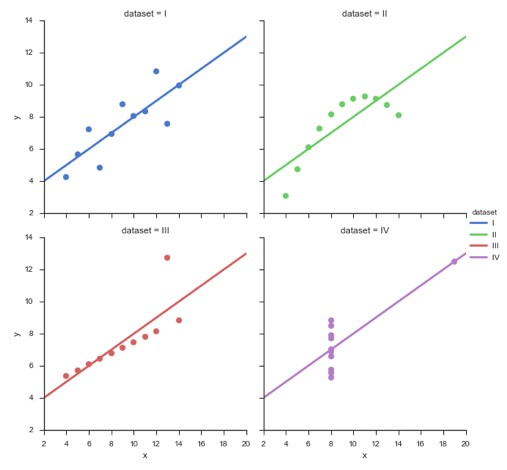 dataset = I
dataset = II
14
12
10
8
6
4
2
y
dataset
I
II
III
IV
dataset = III
dataset = IV
14
12
10
8
6
4
2
y
2 4 6 8 10 12 14 16 18 20
2 4 6 8 10 12 14 16 18 20
x
x